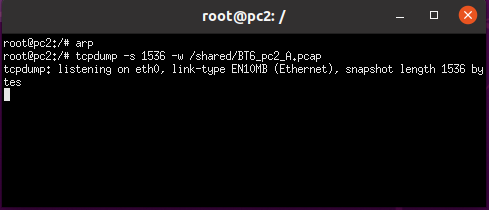 root@pc2: /
root@pc2:/# arp
root@pc2:/# tcpdump -s 1536 -w /shared/BT6_pc2_A.pcap
tcpdump: listening on eth0, link-type EN10MB (Ethernet), snapshot length 1536 by
tes